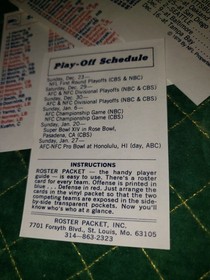 Play-Off Schedule
Sunday, Dec. 23—
NFL First Round Playoffs (CBS & NBC)
Saturday, Dec. 29—
AFC & NFC Divisional Playoffs (NBC & CBS)
Sunday, Dec. 30—
AFC & NFC Divisional Playoffs (NBC & CBS)
Sunday, Jan. 6—
AFC Championship Game (NBC)
NFC Championship Game (CBS)
Sunday, Jan. 20—
Super Bowl XIV in Rose Bowl,
Pasadena, CA (CBS)
Sunday, Jan. 27—
AFC-NFC Pro Bowl at Honolulu, HI (day, ABC)
INSTRUCTIONS
ROSTER PACKET — the handy player
guide — is easy to use. There's a roster
card for every team. Offense is printed in
blue . . . Defense in red. Just arrange the
cards in the vinyl packet so that the two
competing teams are exposed in the side-
by-side transparent pockets. Now you'll
know who's who at a glance.
ROSTER PACKET, INC.
7701 Forsyth Blvd., St. Louis, Mo. 63105
314—863-2323